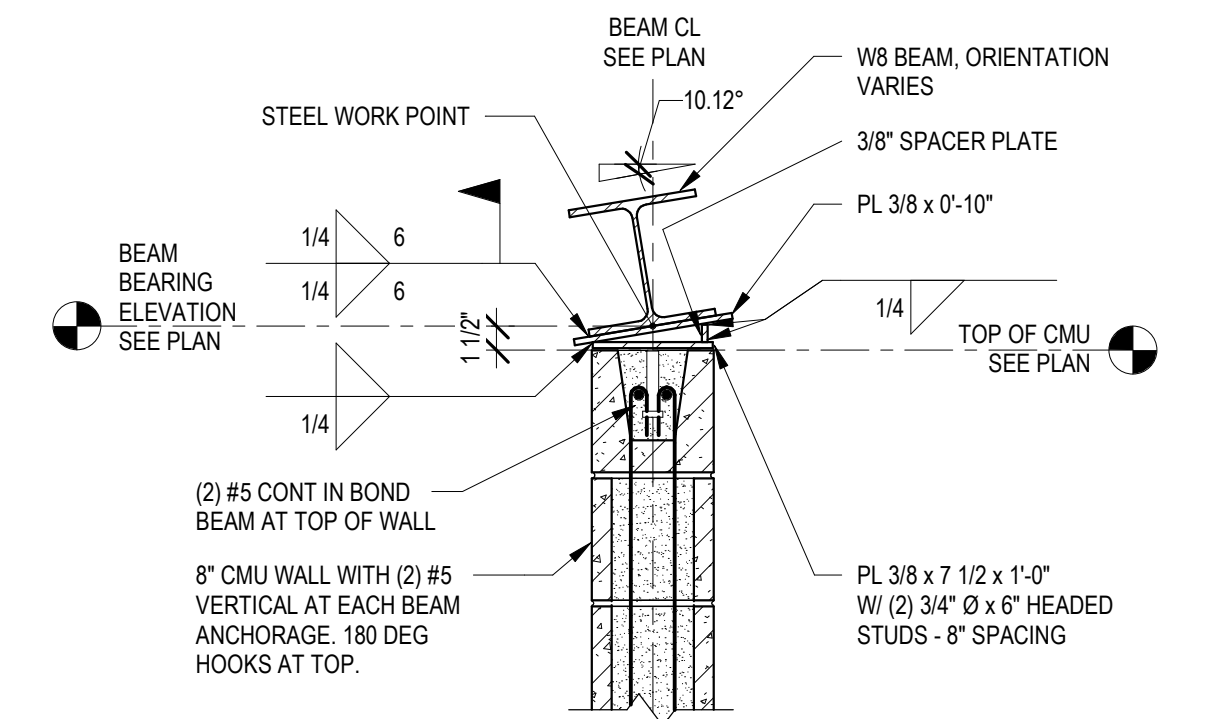 BEAM CL
SEE PLAN
10.12°
W8 BEAM, ORIENTATION
VARIES
STEEL WORK POINT
3/8" SPACER PLATE
PL 3/8 x 0'-10"
1/4
6
1/4
6
BEAM
BEARING
ELEVATION
SEE PLAN
1 1/2"
1/4
TOP OF CMU
SEE PLAN
1/4
(2) #5 CONT IN BOND
BEAM AT TOP OF WALL
8" CMU WALL WITH (2) #5
VERTICAL AT EACH BEAM
ANCHORAGE. 180 DEG
HOOKS AT TOP.
PL 3/8 x 7 1/2 x 1'-0"
W/ (2) 3/4" Ø x 6" HEADED
STUDS - 8" SPACING